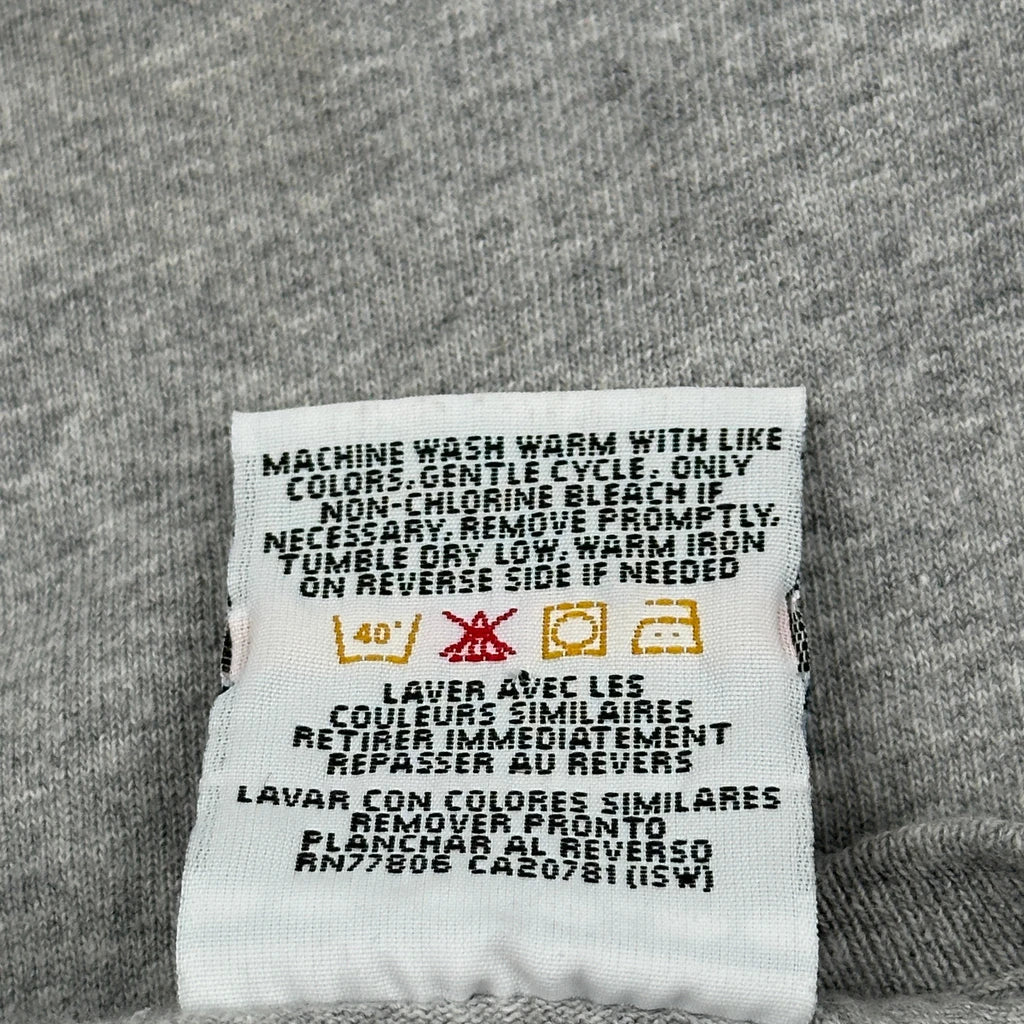 MACHINE WASH WARM WITH LIKE
COLORS, GENTLE CYCLE, ONLY
NON-CHLORINE BLEACH IF
NECESSARY, REMOVE PROMPTLY,
TUMBLE DRY LOW, WARM IRON
ON REVERSE SIDE IF NEEDED
40°
LAVER AVEC LES
COULEURS SIMILAIRES
RETIRER IMMEDIATEMENT
REPASSER AU REVERS
LAVAR CON COLORES SIMILARES
REMOVER PRONTO
PLANCHAR AL REVERSO
RN77806 CA20781 (ISW)